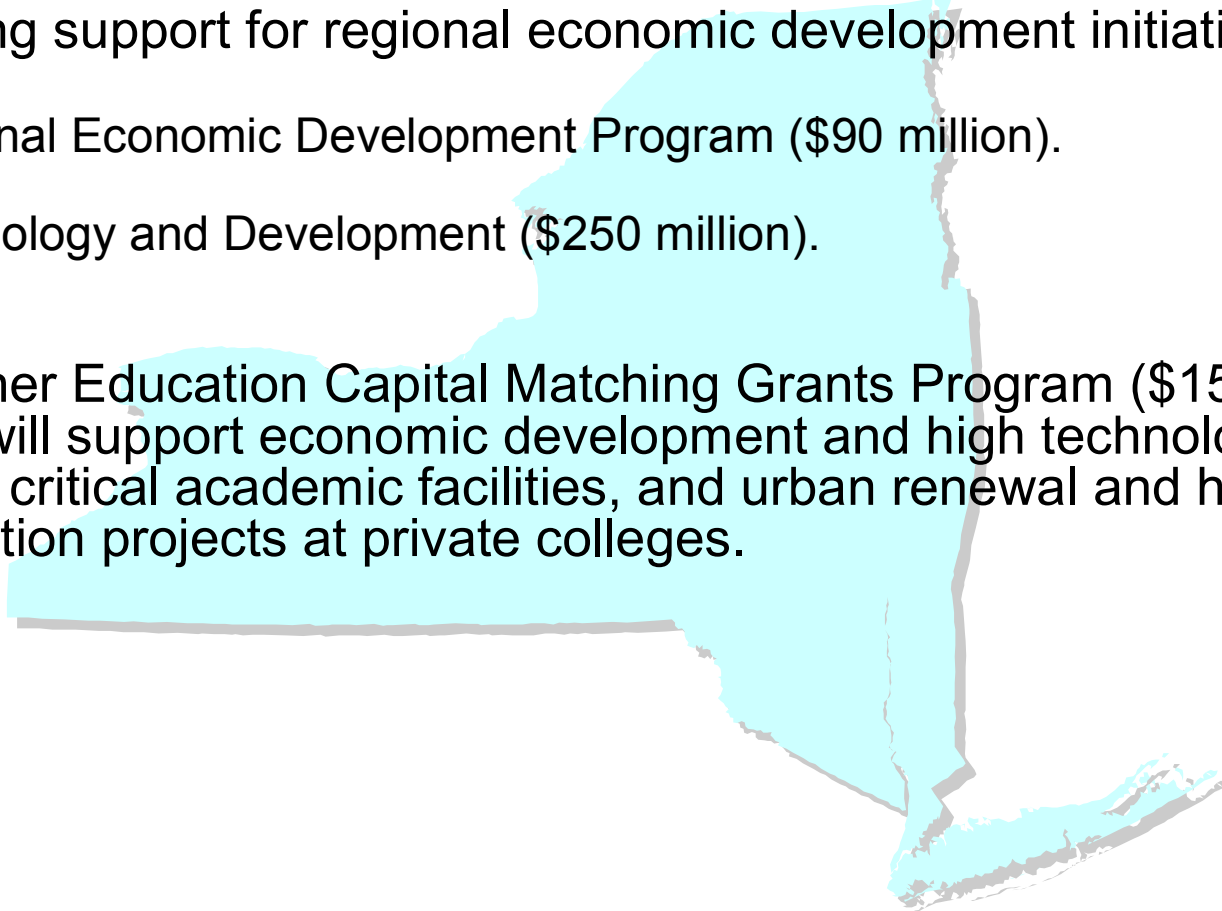 ng support for regional economic development initiati
nal Economic Development Program ($90 million).
ology and Development ($250 million).
her Education Capital Matching Grants Program ($15
will support economic development and high technolo
critical academic facilities, and urban renewal and h
tion projects at private colleges.